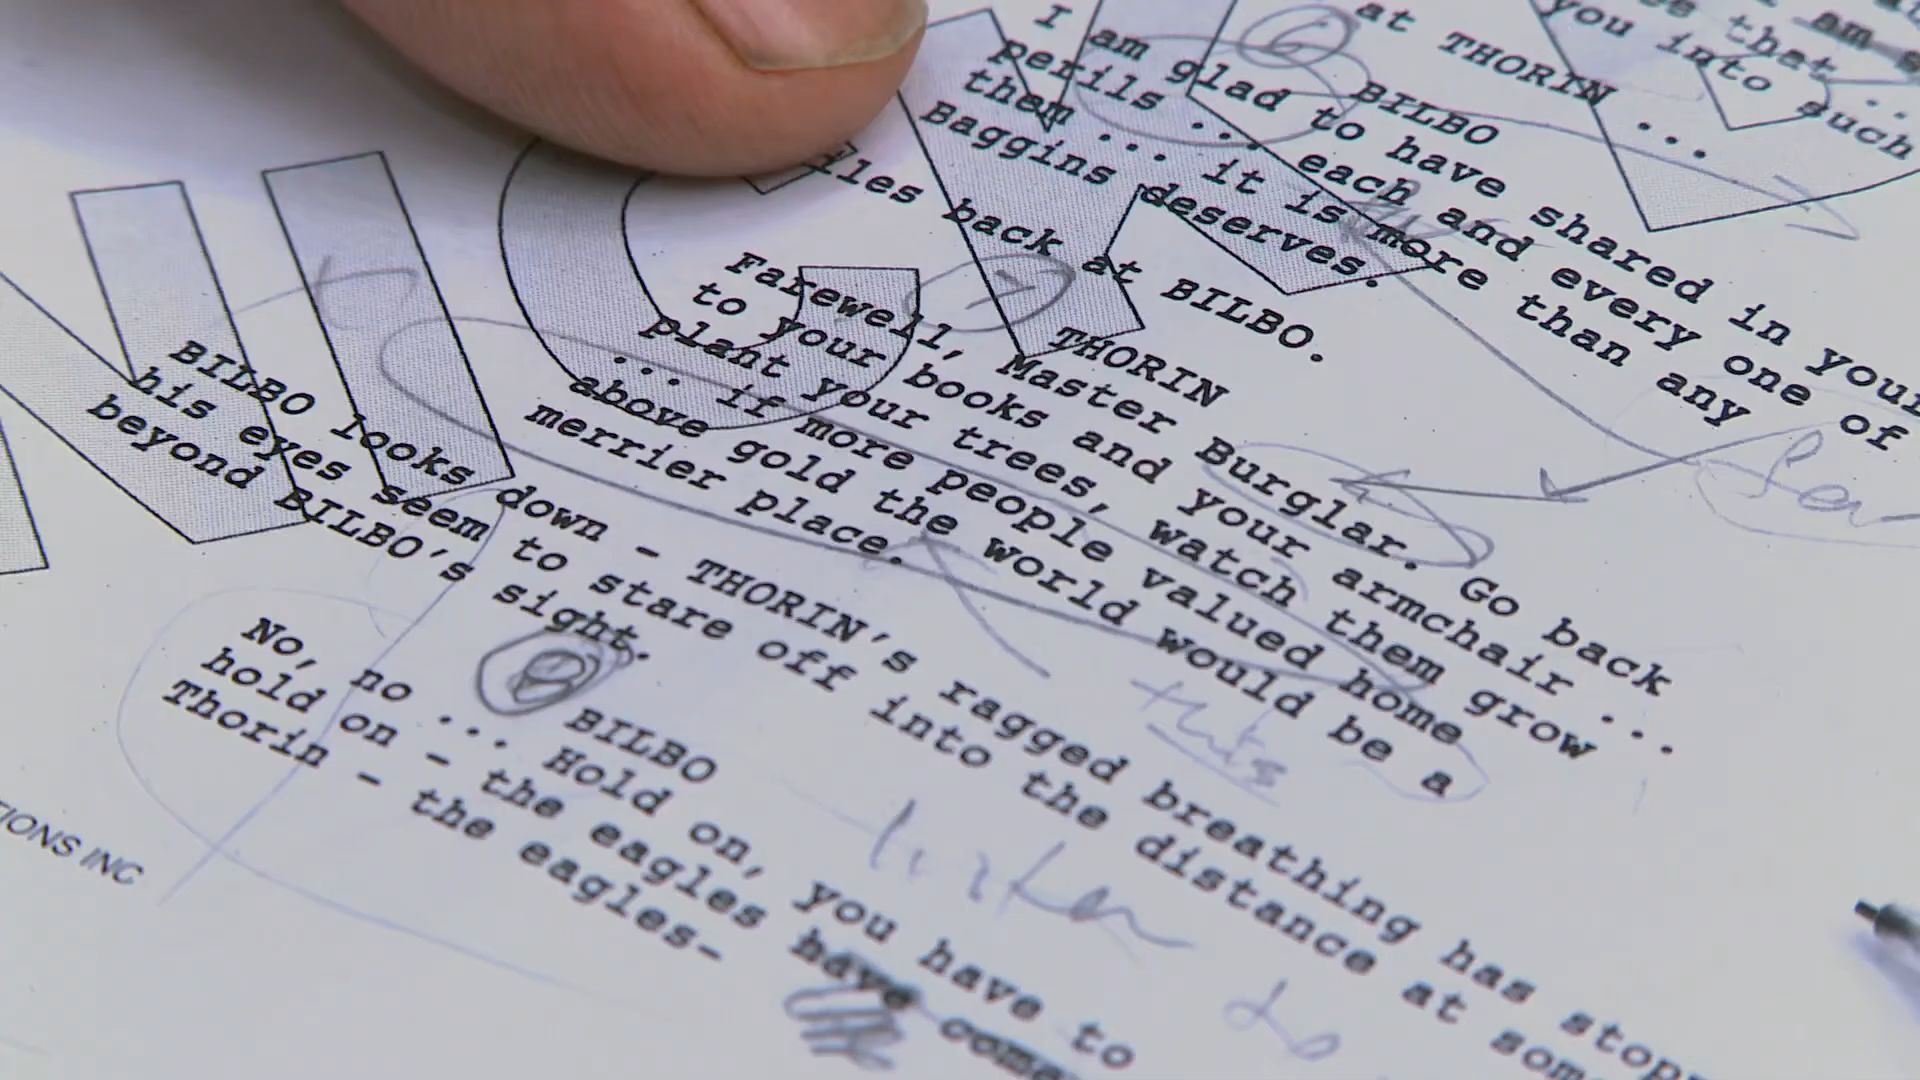 you into such
at THORIN ...
BILBO
I am glad to have shared in your
perils ... each and every one of
them ... it is more than any
Baggins deserves.
iles back at BILBO.
THORIN
Farewell, Master Burglar. Go back
to your books and your armchair ...
plant your trees, watch them grow
... if more people valued home
above gold the world would be a
merrier place.
BILBO looks down - THORIN's ragged breathing has stopp
his eyes seem to stare off into the distance at som
beyond BILBO's sight.
BILBO
No, no ... Hold on, you have to
hold on - the eagles have come
Thorin - the eagles-
TIONS INC